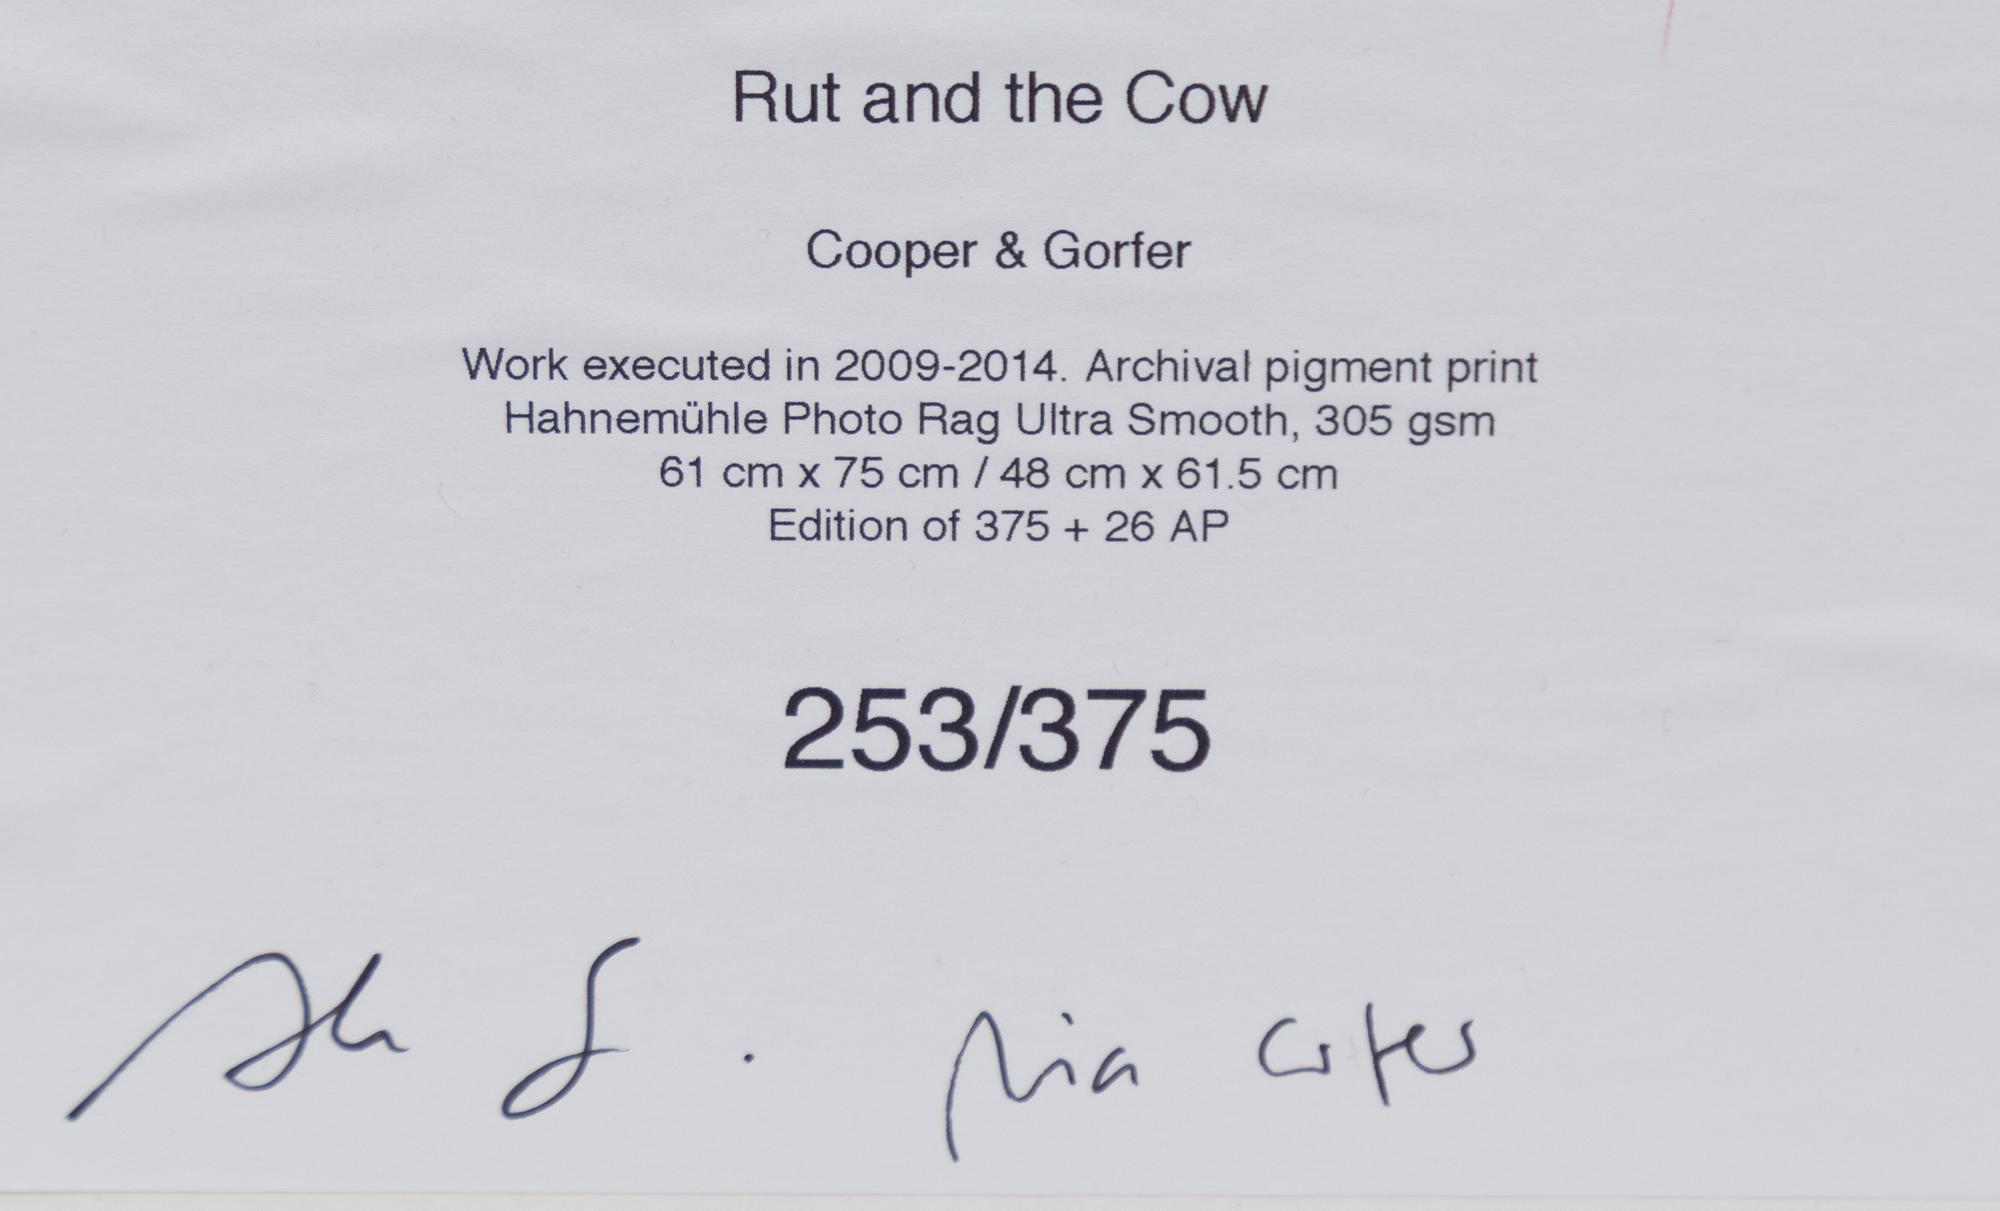 Rut and the Cow
Cooper & Gorfer
Work executed in 2009-2014. Archival pigment print
Hahnemühle Photo Rag Ultra Smooth, 305 gsm
61 cm x 75 cm / 48 cm x 61.5 cm
Edition of 375 + 26 AP
253/375